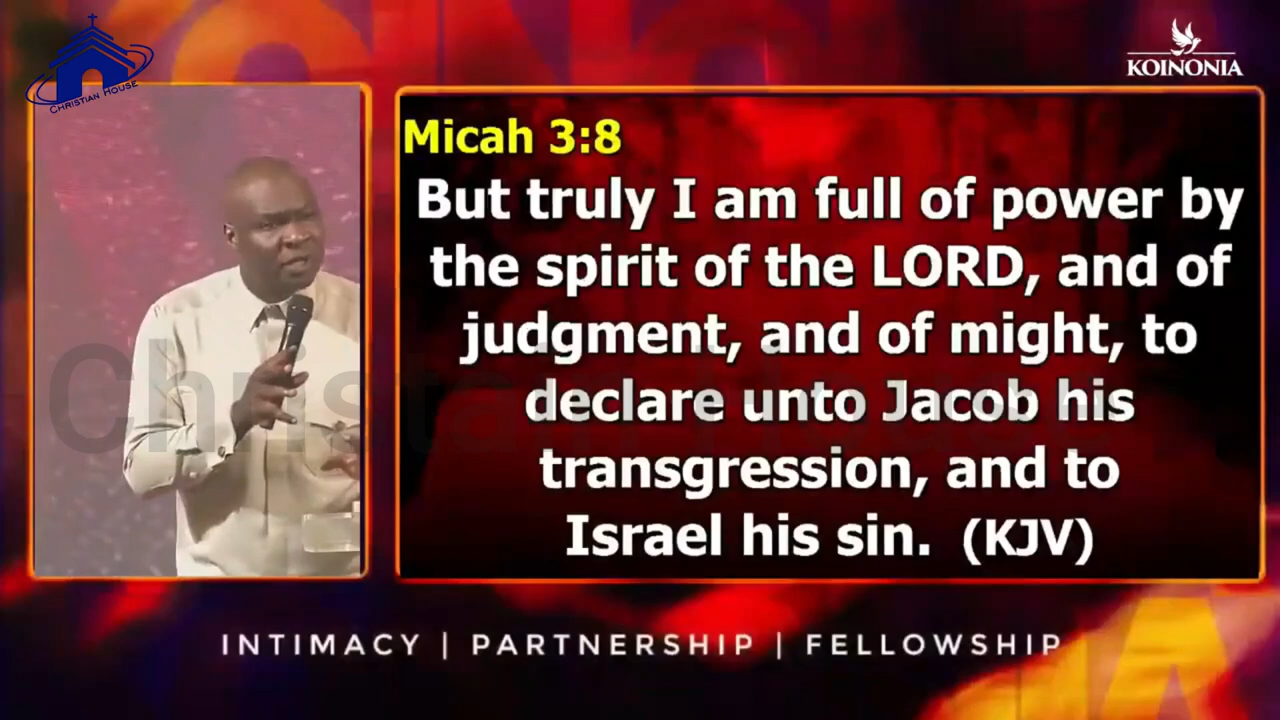 CHRISTIAN HOUSE
KOINONIA
Micah 3:8
But truly I am full of power by
the spirit of the LORD, and of
judgment, and of might, to
declare unto Jacob his
transgression, and to
Israel his sin. (KJV)
INTIMACY | PARTNERSHIP | FELLOWSHIP